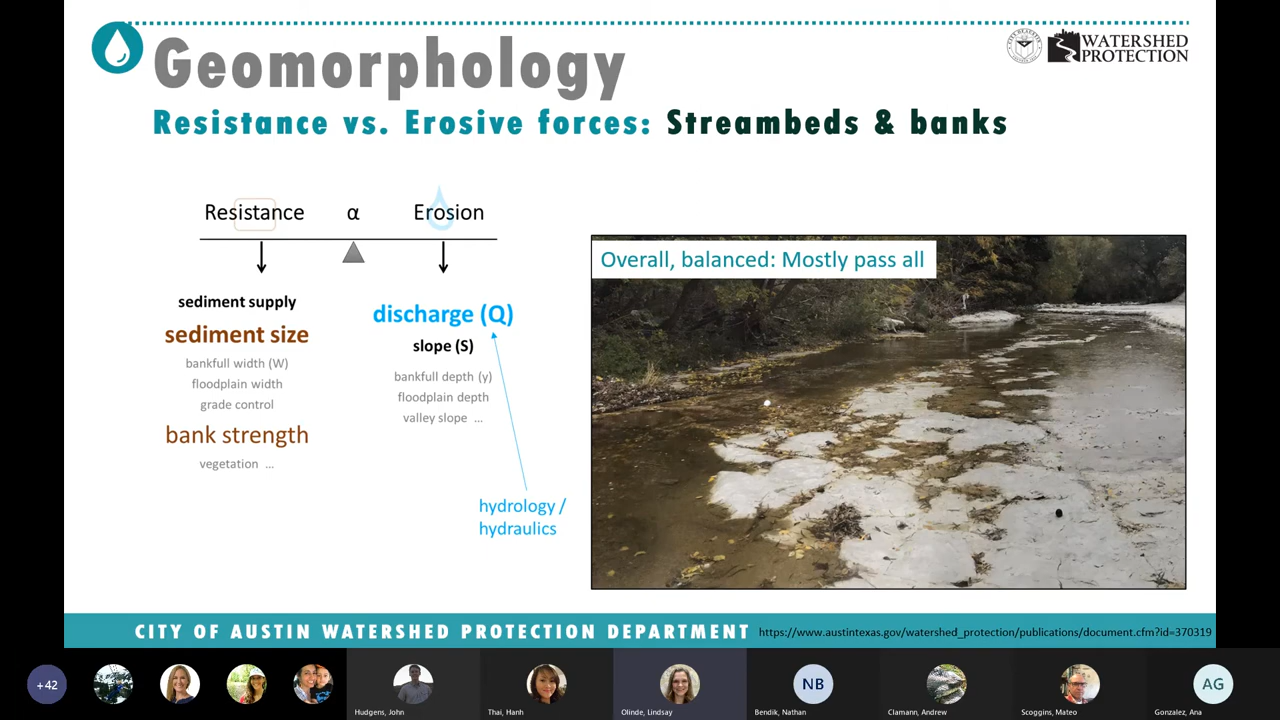 Geomorphology
WATERSHED
PROTECTION
Resistance vs. Erosive forces: Streambeds & banks
Resistance α Erosion
sediment supply
sediment size
bankfull width (W)
floodplain width
grade control
bank strength
vegetation ...
discharge (Q)
slope (S)
bankfull depth (y)
floodplain depth
valley slope ...
hydrology /
hydraulics
Overall, balanced: Mostly pass all
CITY OF AUSTIN WATERSHED PROTECTION DEPARTMENT https://www.austintexas.gov/watershed_protection/publications/document.cfm?id=370319
+42
NB
AG
Hudgens, John
Thai, Hanh
Olinde, Lindsay
Bendik, Nathan
Clamann, Andrew
Scoggins, Mateo
Gonzalez, Ana